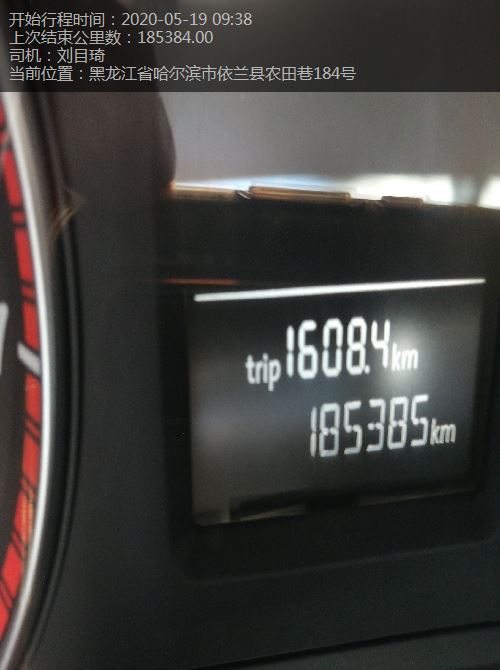 开始行程时间：2020-05-19 09:38
上次结束公里数：185384.00
司机：刘目琦
当前位置：黑龙江省哈尔滨市依兰县农田巷184号
trip 1608.4 km
185385 km